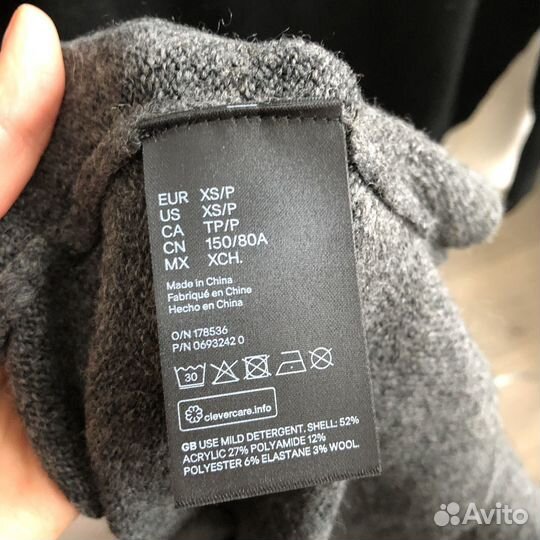 EUR XS/P
US XS/P
CA TP/P
CN 150/80A
MX XCH.
Made in China
Fabriqué en Chine
Hecho en China
O/N 178536
P/N 0693242 0
30
clevercare.info
GB USE MILD DETERGENT. SHELL: 52%
ACRYLIC 27% POLYAMIDE 12%
POLYESTER 6% ELASTANE 3% WOOL
Avito